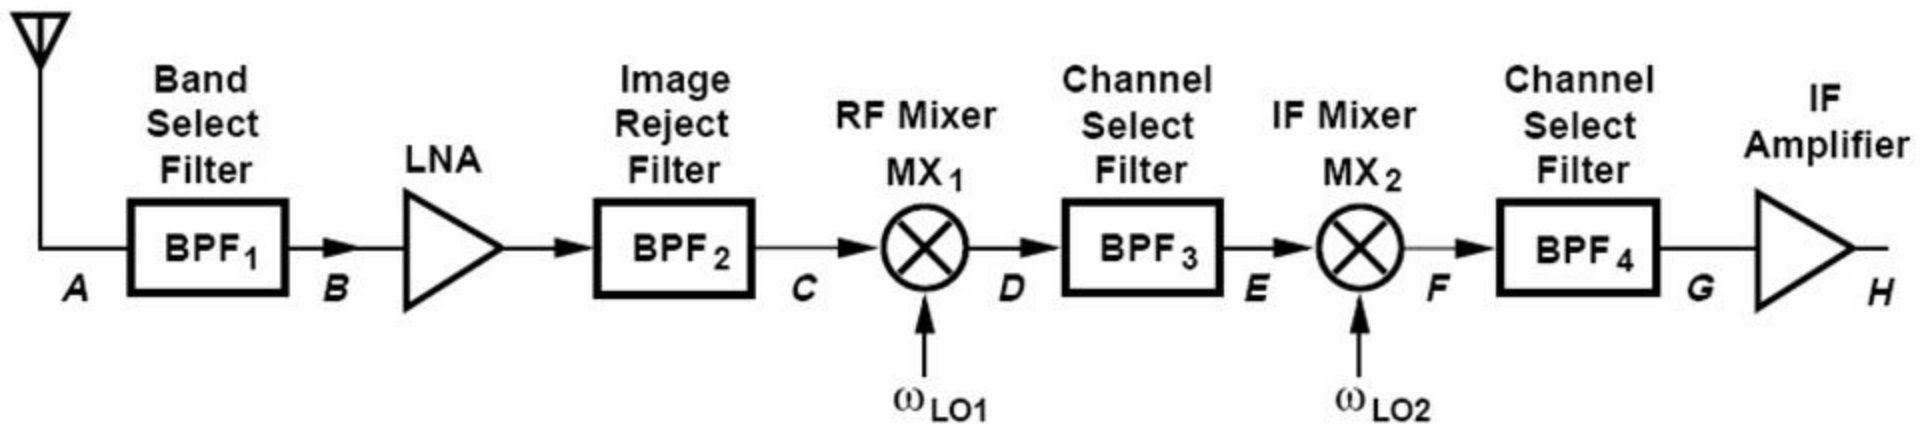 Band
Select
Filter
BPF1
LNA
Image
Reject
Filter
BPF2
RF Mixer
MX1
Channel
Select
Filter
BPF3
IF Mixer
MX2
Channel
Select
Filter
BPF4
IF
Amplifier
A
B
C
D
E
F
G
H
ωLO1
ωLO2